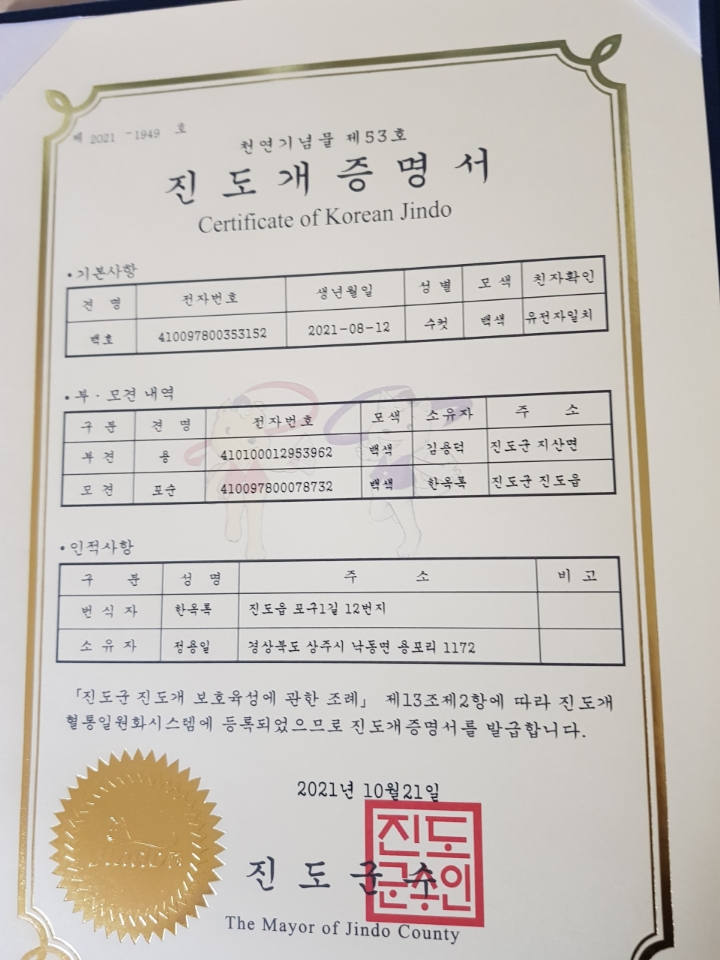 제 2021 -1949 호
천연기념물 제53호
진도개증명서
Certificate of Korean Jindo
• 기본사항
견 명 전자번호 생년월일 성 별 모 색 친자확인
백호 410097800353152 2021-08-12 수컷 백색 유전자일치
• 부 · 모견 내역
구 분 견 명 전자번호 모색 소유자 주 소
부 견 용 410100012953962 백색 김용덕 진도군 지산면
모 견 포순 410097800078732 백색 한옥록 진도군 진도읍
• 인적사항
구 분 성 명 주 소 비 고
번 식 자 한옥록 진도읍 포구1길 12번지
소 유 자 정용일 경상북도 상주시 낙동면 용포리 1172
「진도군 진도개 보호육성에 관한 조례」 제13조제2항에 따라 진도개
혈통일원화시스템에 등록되었으므로 진도개증명서를 발급합니다.
2021년 10월21일
진도군수
진도
군수인
The Mayor of Jindo County